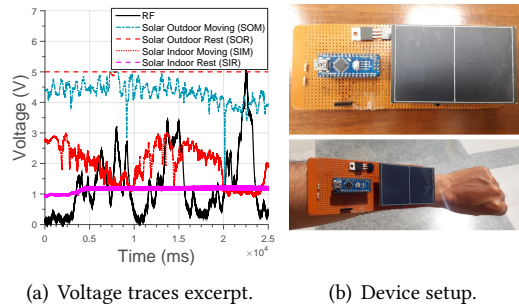 RF
Solar Outdoor Moving (SOM)
Solar Outdoor Rest (SOR)
Solar Indoor Moving (SIM)
Solar Indoor Rest (SIR)
Voltage (V)
7
6
5
4
3
2
1
0
0 0.5 1.0 1.5 2.0 2.5
Time (ms) ×10⁴
(a) Voltage traces excerpt. (b) Device setup.